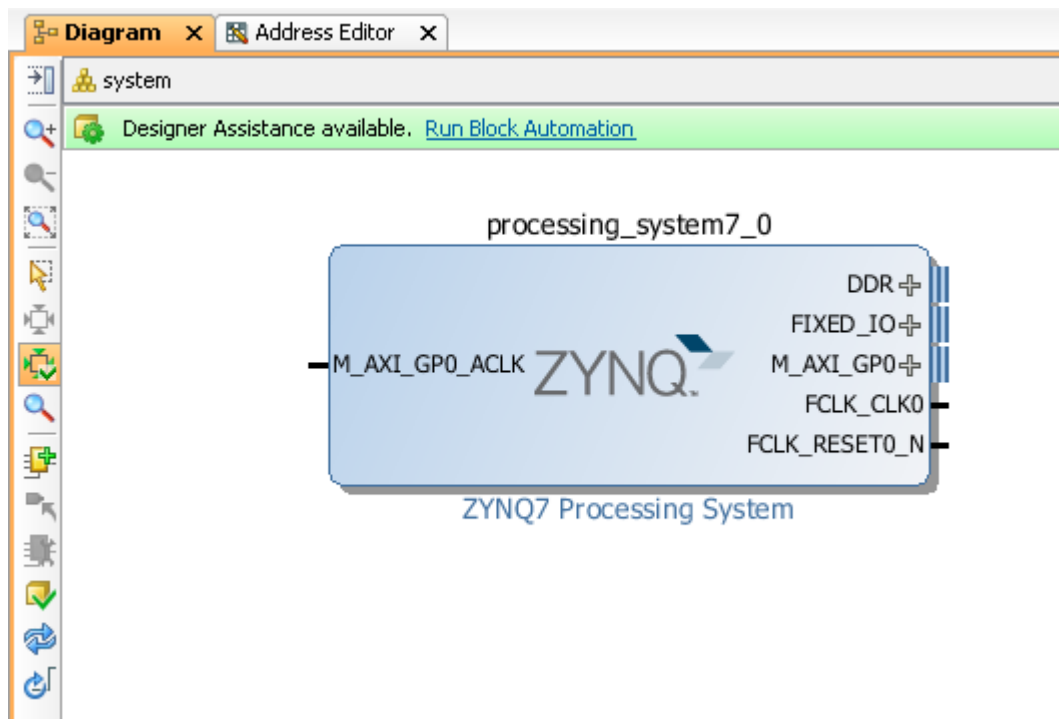 Diagram
Address Editor
system
Designer Assistance available. Run Block Automation
processing_system7_0
DDR
FIXED_IO
M_AXI_GP0_ACLK
ZYNQ
M_AXI_GP0
FCLK_CLK0
FCLK_RESET0_N
ZYNQ7 Processing System